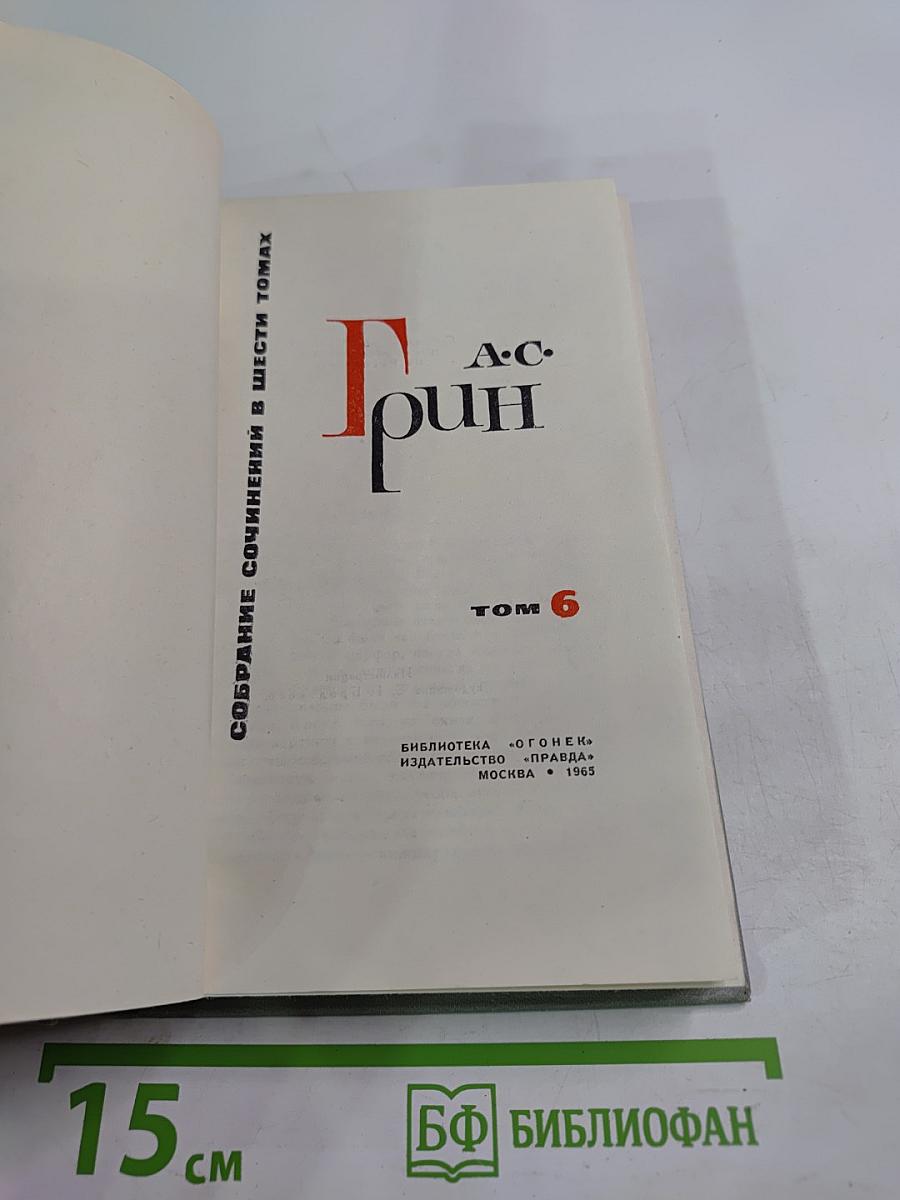 СОБРАНИЕ СОЧИНЕНИЙ В ШЕСТИ ТОМАХ
А·С·
Грин
ТОМ 6
БИБЛИОТЕКА «ОГОНЕК»
ИЗДАТЕЛЬСТВО «ПРАВДА»
МОСКВА • 1965
15 см
БФ БИБЛИОФАН